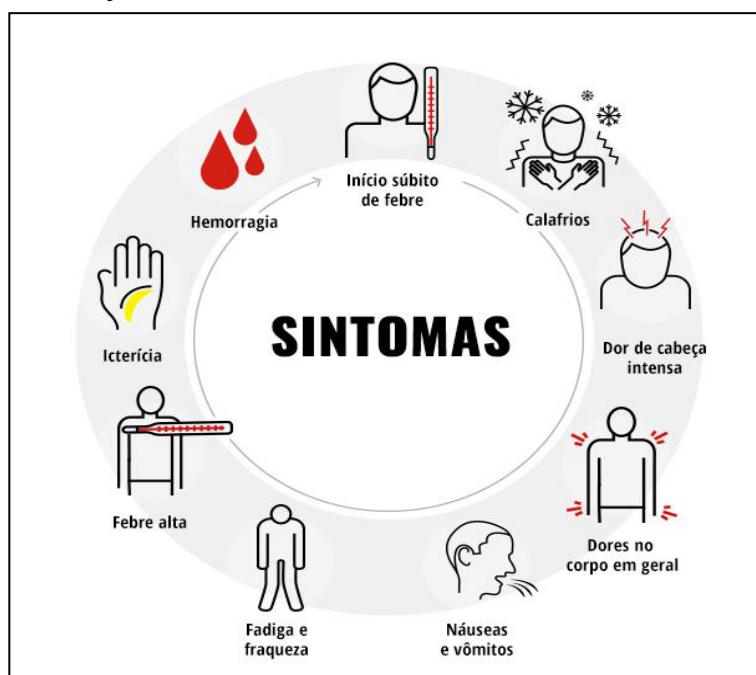 Início súbito
de febre
Calafrios
Dor de cabeça
intensa
Dores no
corpo em geral
Náuseas
e vômitos
Fadiga e
fraqueza
Febre alta
Icterícia
Hemorragia
SINTOMAS